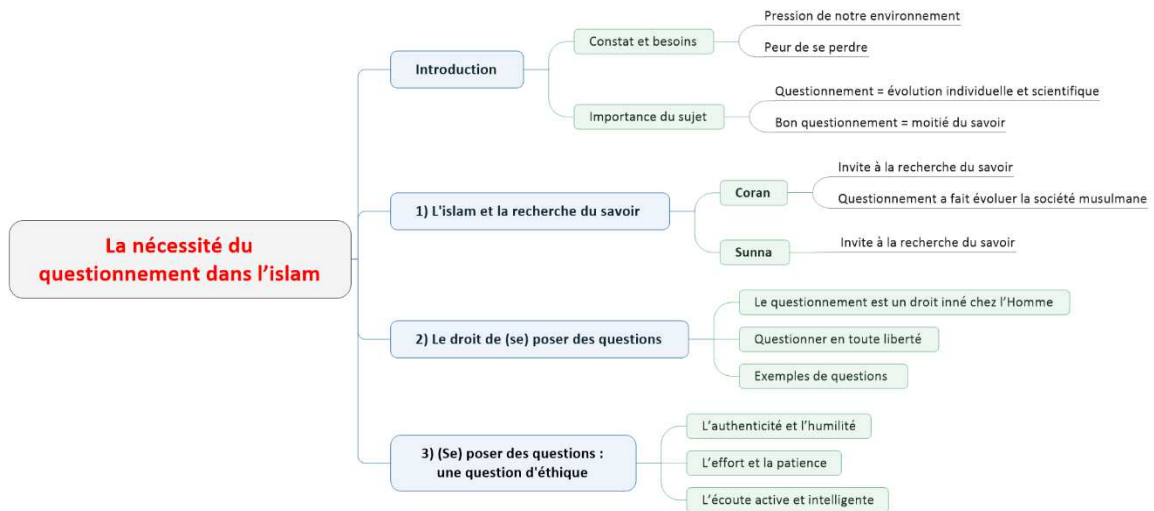 La nécessité du
questionnement dans l'islam
Introduction
Constat et besoins
Pression de notre environnement
Peur de se perdre
Importance du sujet
Questionnement = évolution individuelle et scientifique
Bon questionnement = moitié du savoir
1) L'islam et la recherche du savoir
Coran
Invite à la recherche du savoir
Questionnement a fait évoluer la société musulmane
Sunna
Invite à la recherche du savoir
2) Le droit de (se) poser des questions
Le questionnement est un droit inné chez l'Homme
Questionner en toute liberté
Exemples de questions
3) (Se) poser des questions :
une question d'éthique
L'authenticité et l'humilité
L'effort et la patience
L'écoute active et intelligente